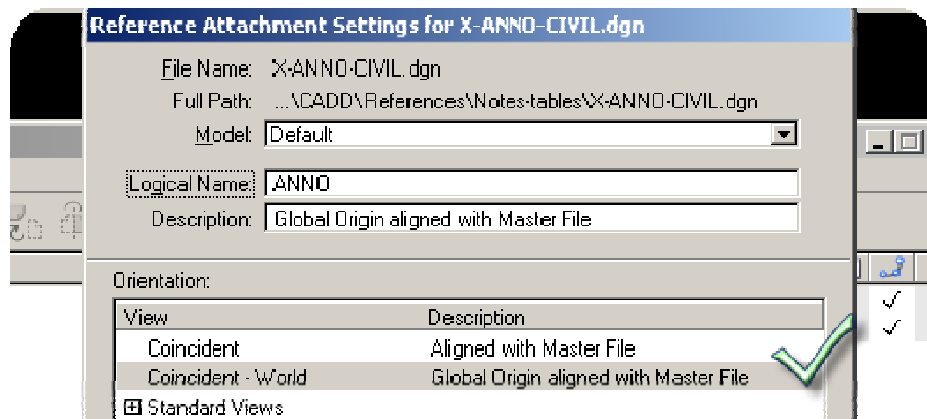 Reference Attachment Settings for X-ANNO-CIVIL.dgn
File Name: X-ANNO-CIVIL.dgn
Full Path: ...\CADD\References\Notes-tables\X-ANNO-CIVIL.dgn
Model: Default
Logical Name: ANNO
Description: Global Origin aligned with Master File
Orientation:
View Description
Coincident Aligned with Master File
Coincident - World Global Origin aligned with Master File
Standard Views